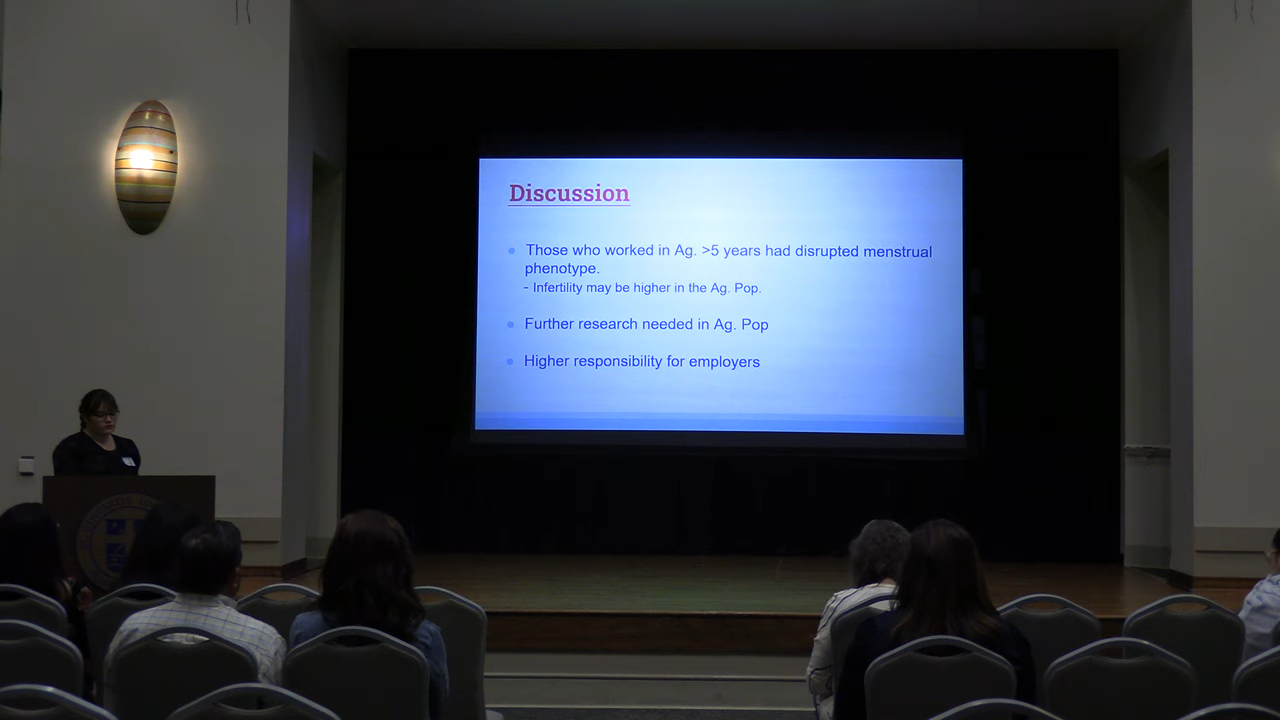 Discussion
Those who worked in Ag. >5 years had disrupted menstrual
phenotype.
- Infertility may be higher in the Ag. Pop.
Further research needed in Ag. Pop
Higher responsibility for employers